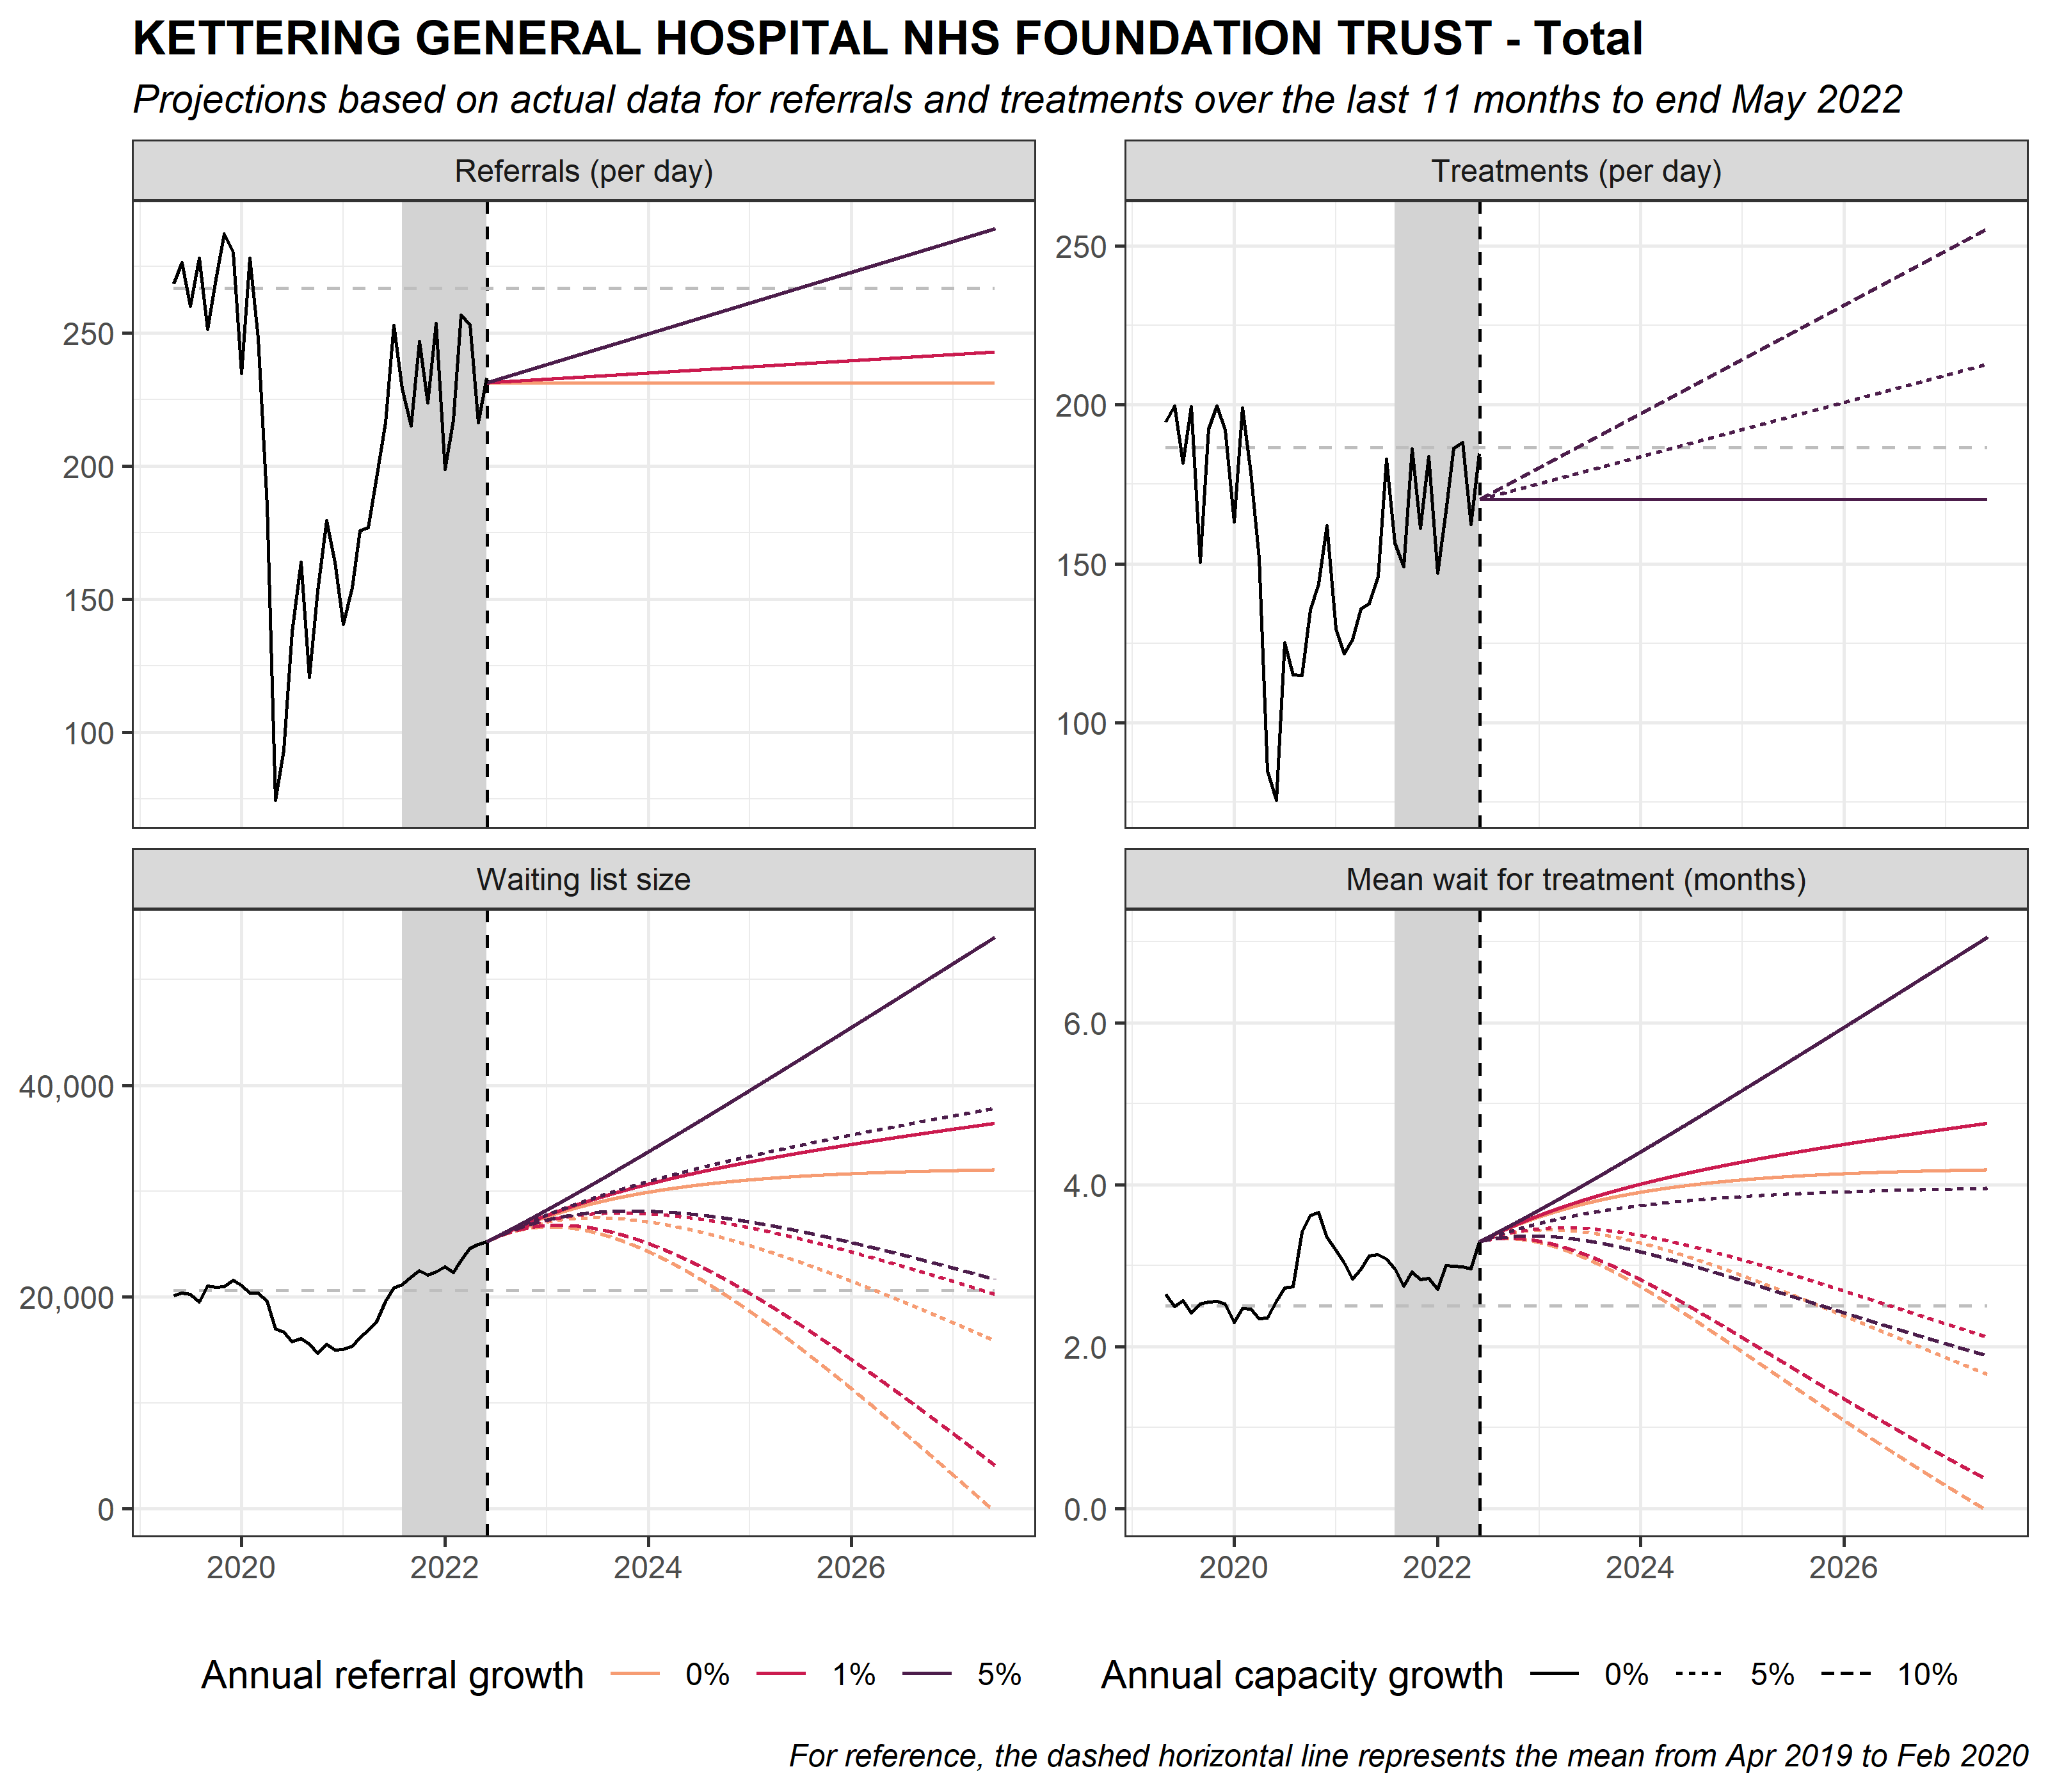 KETTERING GENERAL HOSPITAL NHS FOUNDATION TRUST - Total
Projections based on actual data for referrals and treatments over the last 11 months to end May 2022
Referrals (per day)
250
200
150
100
Treatments (per day)
250
200
150
100
Waiting list size
40,000
20,000
0
2020 2022 2024 2026
Mean wait for treatment (months)
6.0
4.0
2.0
0.0
2020 2022 2024 2026
Annual referral growth 0% 1% 5%
Annual capacity growth 0% 5% 10%
For reference, the dashed horizontal line represents the mean from Apr 2019 to Feb 2020